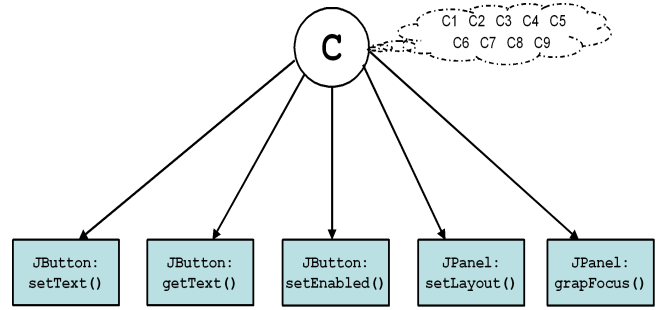 C
C1 C2 C3 C4 C5
C6 C7 C8 C9
JButton:
setText()
JButton:
getText()
JButton:
setEnabled()
JPanel:
setLayout()
JPanel:
grapFocus()